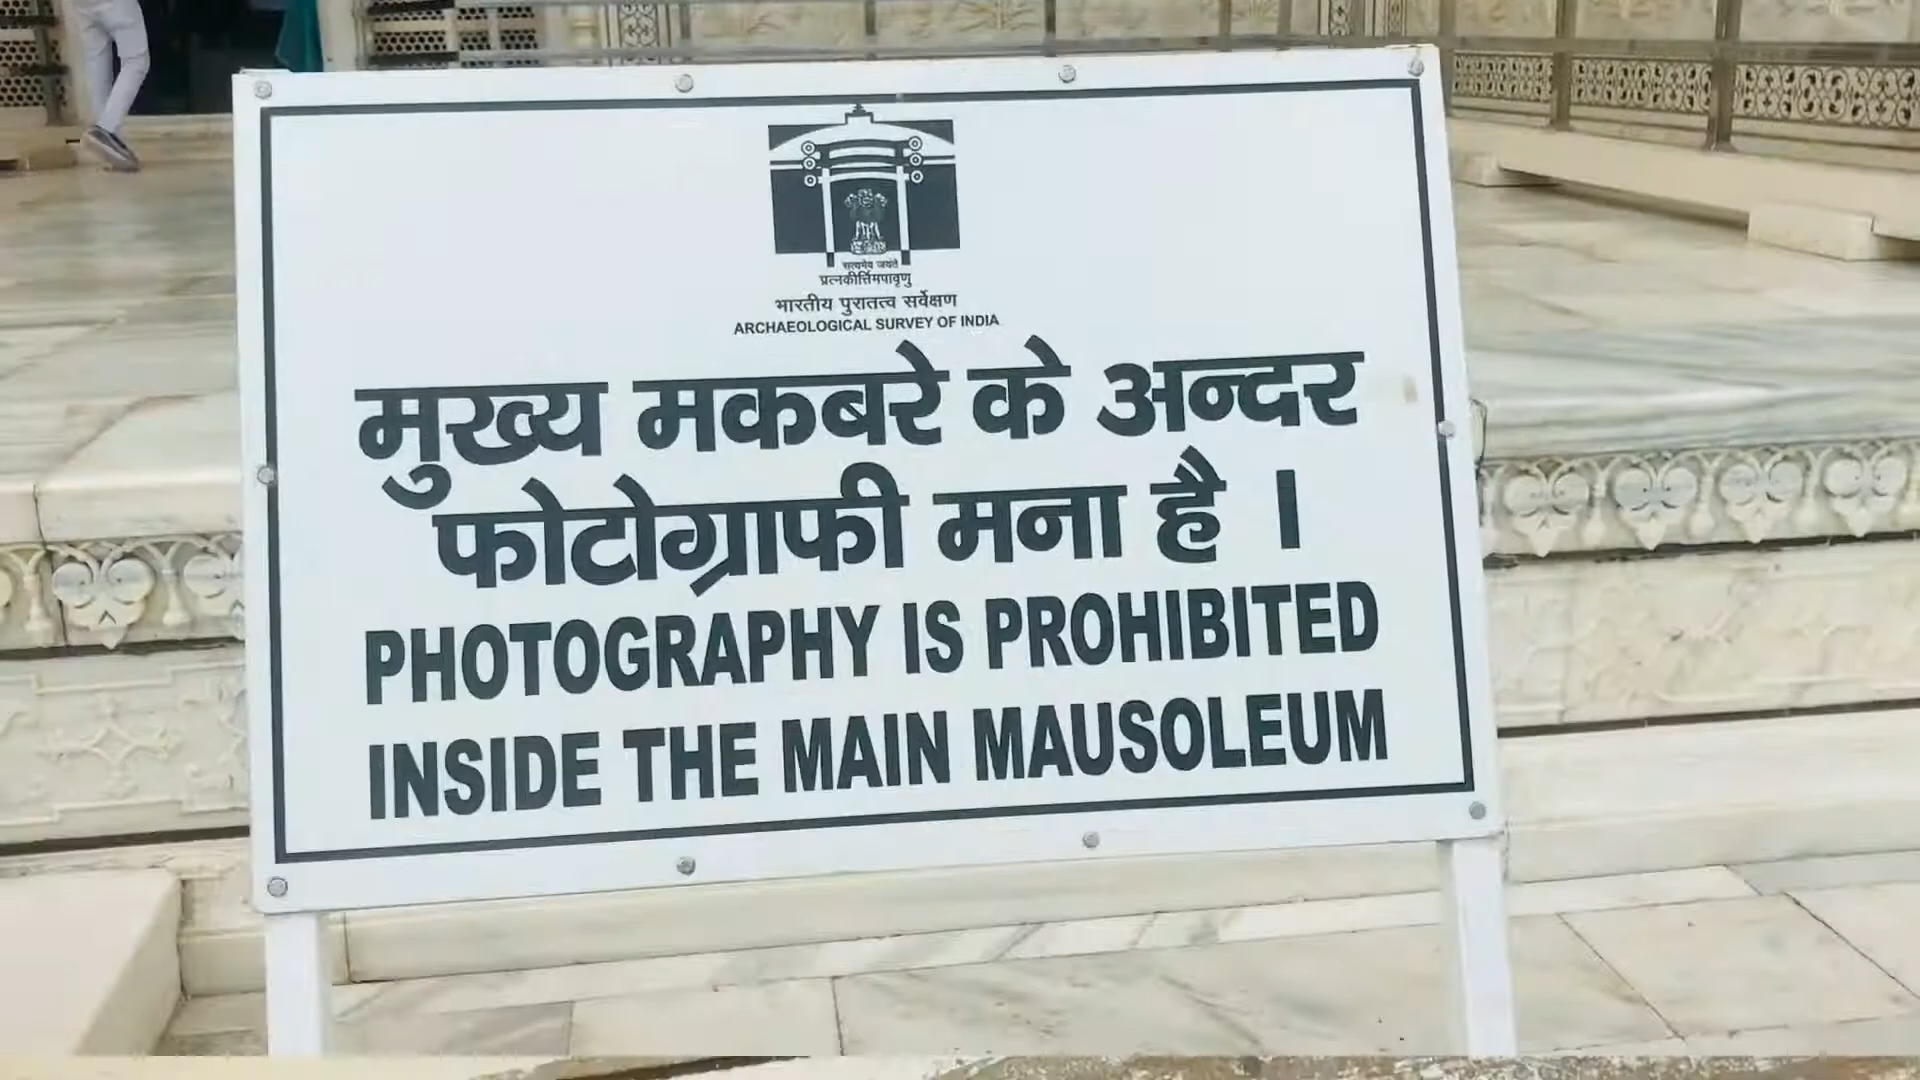 सत्यमेव जयते
प्रत्नकीर्त्तिमपावृणु
भारतीय पुरातत्व सर्वेक्षण
ARCHAEOLOGICAL SURVEY OF INDIA
मुख्य मकबरे के अन्दर
फोटोग्राफी मना है ।
PHOTOGRAPHY IS PROHIBITED
INSIDE THE MAIN MAUSOLEUM